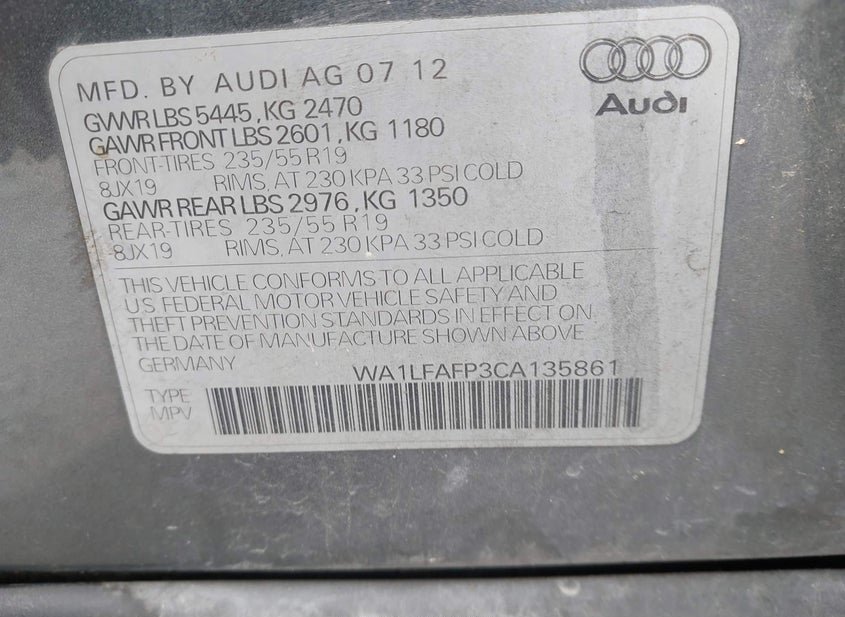 MFD. BY AUDI AG 07 12
Audi
GVWR LBS 5445, KG 2470
GAWR FRONT LBS 2601, KG 1180
FRONT-TIRES 235/55 R19
8JX19 RIMS, AT 230 KPA 33 PSI COLD
GAWR REAR LBS 2976, KG 1350
REAR-TIRES 235/55 R19
8JX19 RIMS, AT 230 KPA 33 PSI COLD
THIS VEHICLE CONFORMS TO ALL APPLICABLE
U.S. FEDERAL MOTOR VEHICLE SAFETY AND
THEFT PREVENTION STANDARDS IN EFFECT ON
THE DATE OF MANUFACTURE SHOWN ABOVE
GERMANY WA1LFAFP3CA135861
TYPE
MPV